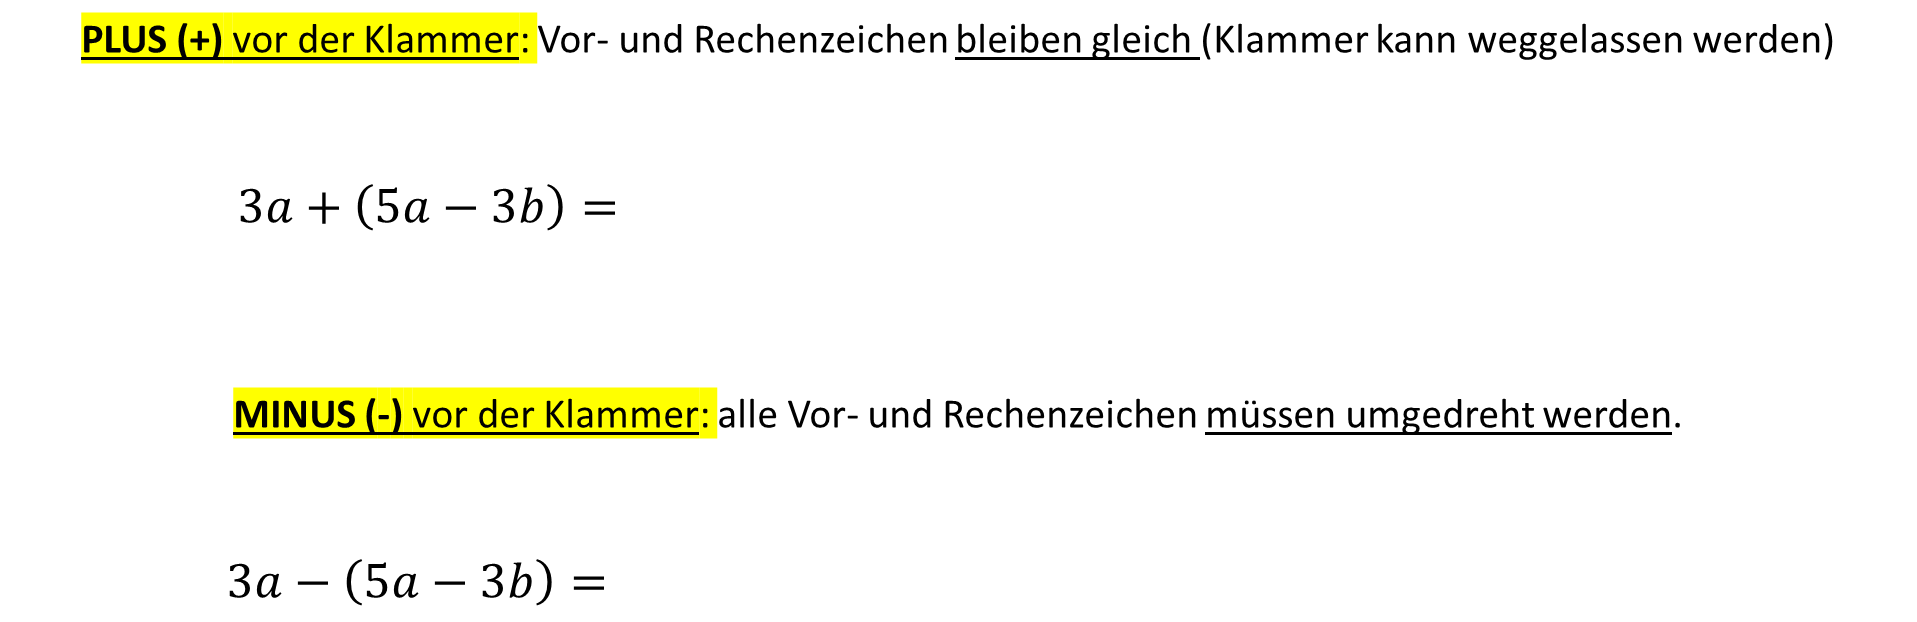 PLUS (+) vor der Klammer: Vor- und Rechenzeichen bleiben gleich (Klammer kann weggelassen werden)
3a + (5a − 3b) =
MINUS (-) vor der Klammer: alle Vor- und Rechenzeichen müssen umgedreht werden.
3a − (5a − 3b) =